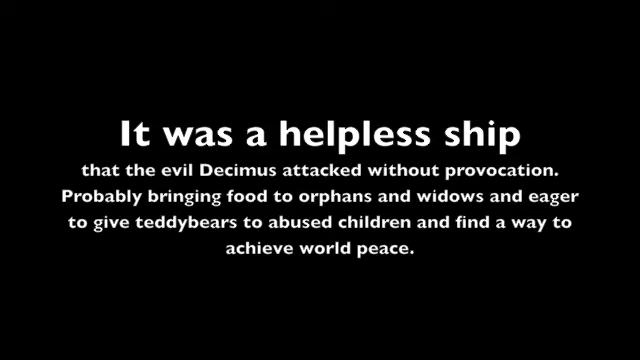 It was a helpless ship
that the evil Decimus attacked without provocation.
Probably bringing food to orphans and widows and eager
to give teddybears to abused children and find a way to
achieve world peace.